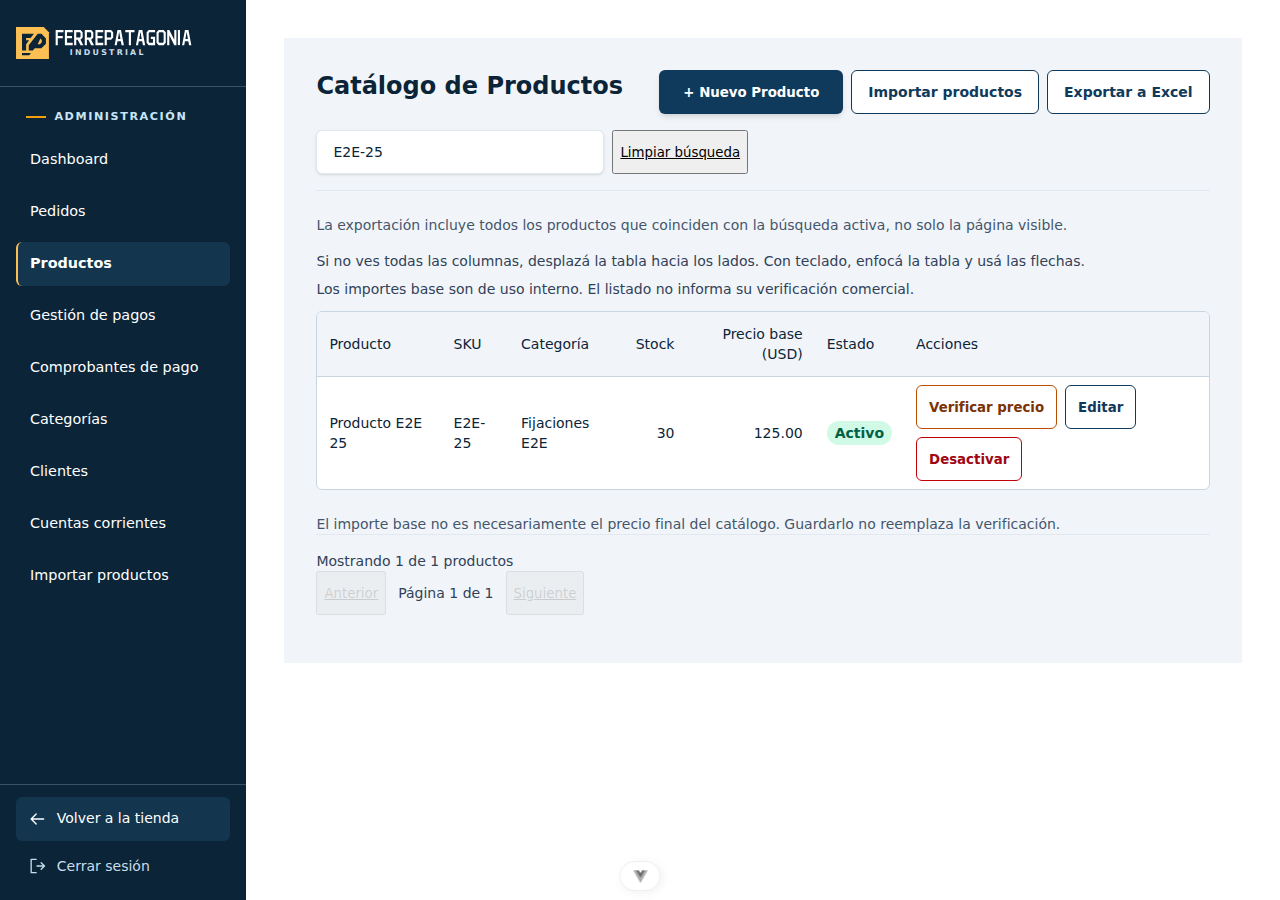 FERREPATAGONIA
INDUSTRIAL
ADMINISTRACIÓN
Dashboard
Pedidos
Productos
Gestión de pagos
Comprobantes de pago
Categorías
Clientes
Cuentas corrientes
Importar productos
Volver a la tienda
Cerrar sesión
Catálogo de Productos
+ Nuevo Producto
Importar productos
Exportar a Excel
E2E-25
Limpiar búsqueda
La exportación incluye todos los productos que coinciden con la búsqueda activa, no solo la página visible.
Si no ves todas las columnas, desplazá la tabla hacia los lados. Con teclado, enfocá la tabla y usá las flechas.
Los importes base son de uso interno. El listado no informa su verificación comercial.
Producto SKU Categoría Stock Precio base (USD) Estado Acciones
Producto E2E 25 E2E-25 Fijaciones E2E 30 125.00 Activo Verificar precio Editar
Desactivar
El importe base no es necesariamente el precio final del catálogo. Guardarlo no reemplaza la verificación.
Mostrando 1 de 1 productos
Anterior Página 1 de 1 Siguiente